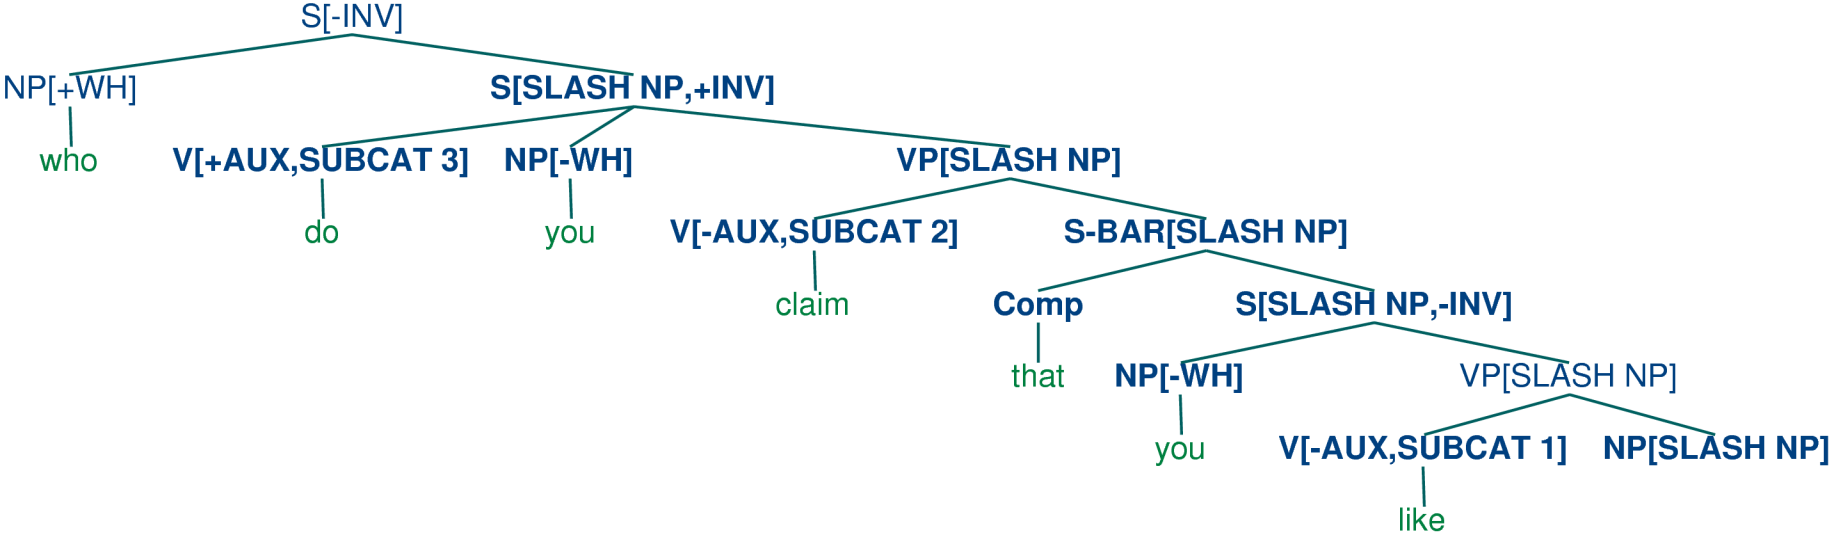 S[-INV]
NP[+WH] S[SLASH NP,+INV]
who V[+AUX,SUBCAT 3] NP[-WH] VP[SLASH NP]
do you V[-AUX,SUBCAT 2] S-BAR[SLASH NP]
claim Comp S[SLASH NP,-INV]
that NP[-WH] VP[SLASH NP]
you V[-AUX,SUBCAT 1] NP[SLASH NP]
like